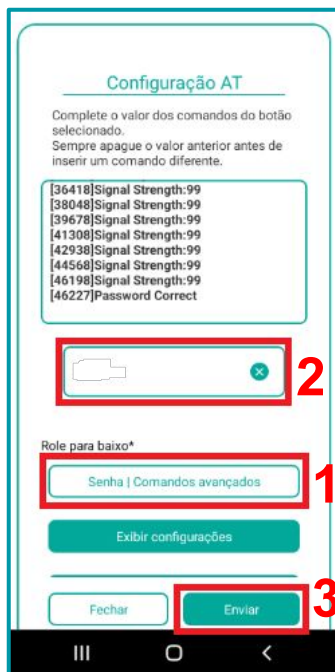 Configuração AT
Complete o valor dos comandos do botão
selecionado.
Sempre apague o valor anterior antes de
inserir um comando diferente.
[36418]Signal Strength:99
[38048]Signal Strength:99
[39678]Signal Strength:99
[41308]Signal Strength:99
[42938]Signal Strength:99
[44568]Signal Strength:99
[46198]Signal Strength:99
[46227]Password Correct
2
Role para baixo*
Senha | Comandos avançados
1
Exibir configurações
Fechar
Enviar
3